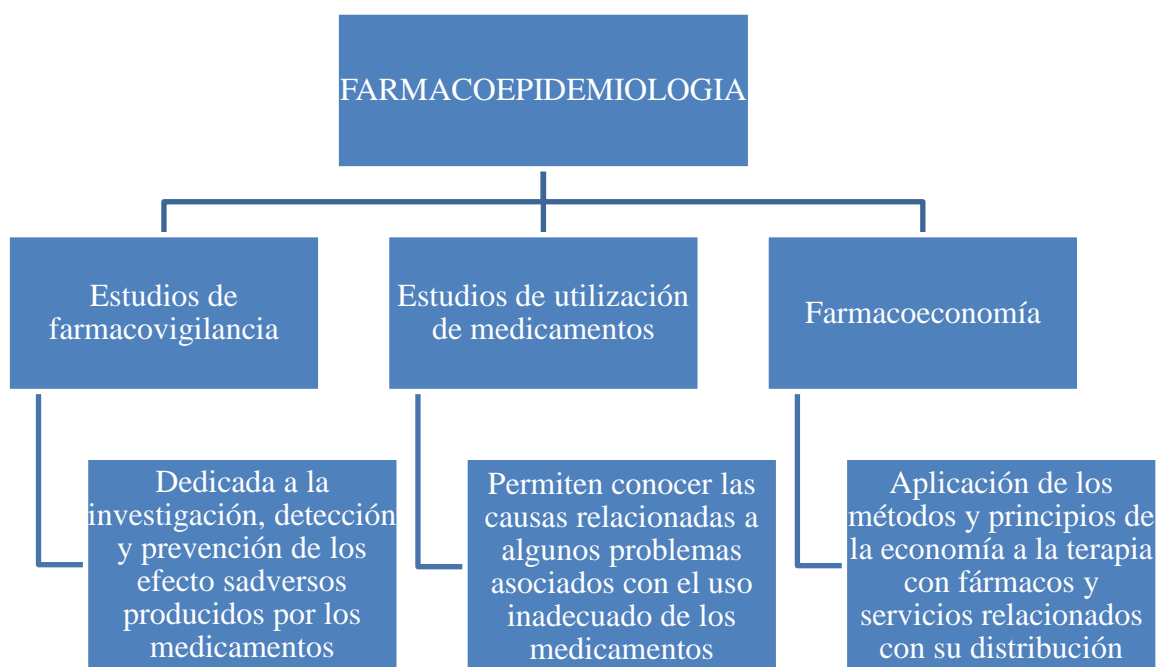 FARMACOEPIDEMIOLOGIA
Estudios de
farmacovigilancia
Estudios de utilización
de medicamentos
Farmacoeconomía
Dedicada a la
investigación, detección
y prevención de los
efecto sadversos
producidos por los
medicamentos
Permiten conocer las
causas relacionadas a
algunos problemas
asociados con el uso
inadecuado de los
medicamentos
Aplicación de los
métodos y principios de
la economía a la terapia
con fármacos y
servicios relacionados
con su distribución